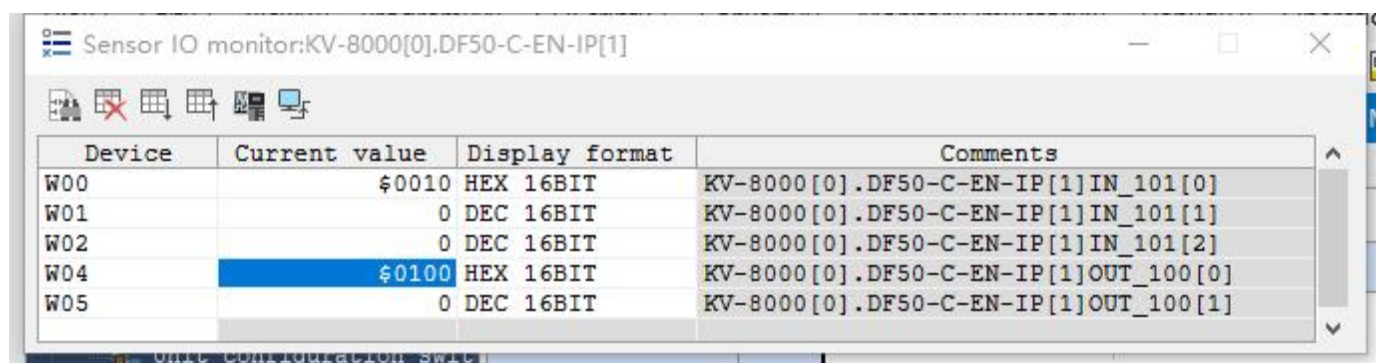 Sensor IO monitor:KV-8000[0].DF50-C-EN-IP[1]
Device Current value Display format Comments
W00 $0010 HEX 16BIT KV-8000[0].DF50-C-EN-IP[1]IN_101[0]
W01 0 DEC 16BIT KV-8000[0].DF50-C-EN-IP[1]IN_101[1]
W02 0 DEC 16BIT KV-8000[0].DF50-C-EN-IP[1]IN_101[2]
W04 $0100 HEX 16BIT KV-8000[0].DF50-C-EN-IP[1]OUT_100[0]
W05 0 DEC 16BIT KV-8000[0].DF50-C-EN-IP[1]OUT_100[1]
Unit configuration swit